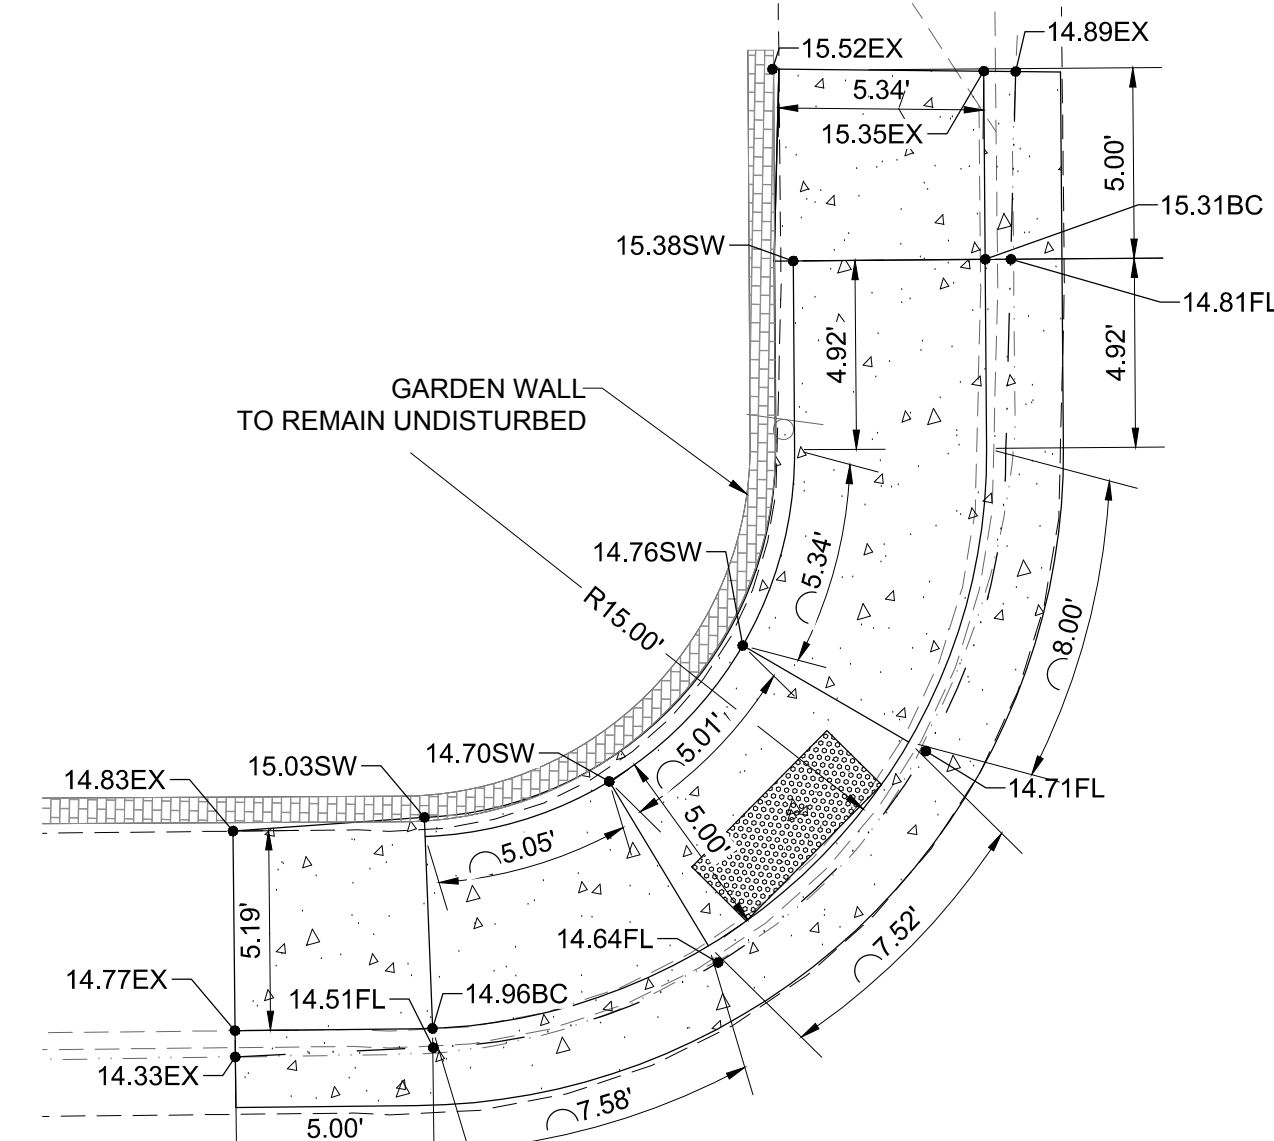 15.52EX
14.89EX
5.34'
15.35EX
5.00'
15.31BC
15.38SW
14.81FL
4.92'
4.92'
GARDEN WALL
TO REMAIN UNDISTURBED
14.76SW
5.34'
R15.00'
8.00'
14.70SW
5.01'
15.03SW
14.83EX
14.71FL
5.00'
5.05'
5.19'
14.64FL
7.52'
14.77EX
14.51FL
14.96BC
14.33EX
7.58'
5.00'